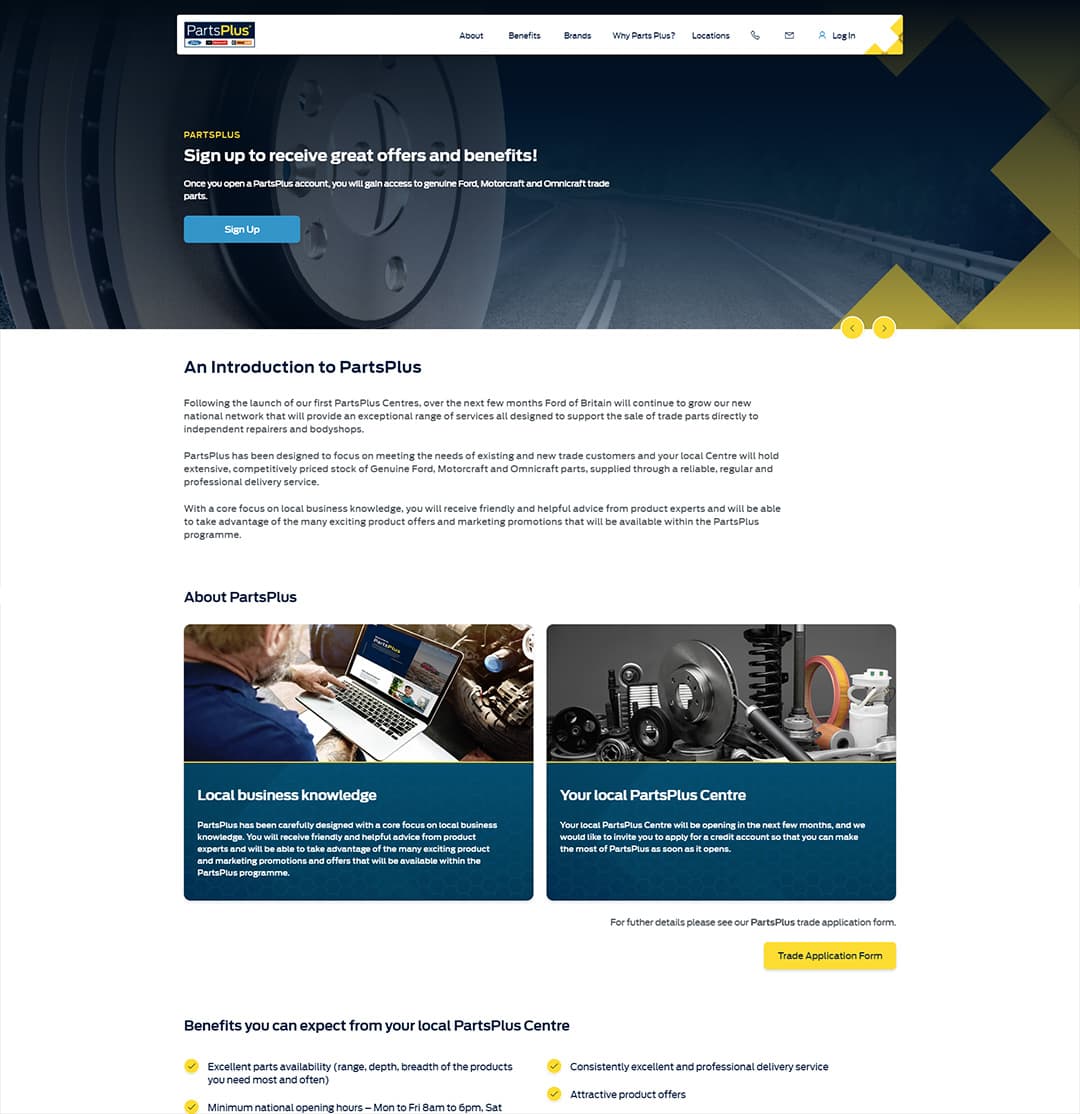 PartsPlus
Ford
About
Benefits
Brands
Why Parts Plus?
Locations
Log In
PARTSPLUS
Sign up to receive great offers and benefits!
Once you open a PartsPlus account, you will gain access to genuine Ford, Motorcraft and Omnicraft trade
parts.
Sign Up
An Introduction to PartsPlus
Following the launch of our first PartsPlus Centres, over the next few months Ford of Britain will continue to grow our new
national network that will provide an exceptional range of services all designed to support the sale of trade parts directly to
independent repairers and bodyshops.
PartsPlus has been designed to focus on meeting the needs of existing and new trade customers and your local Centre will hold
extensive, competitively priced stock of Genuine Ford, Motorcraft and Omnicraft parts, supplied through a reliable, regular and
professional delivery service.
With a core focus on local business knowledge, you will receive friendly and helpful advice from product experts and will be able
to take advantage of the many exciting product offers and marketing promotions that will be available within the PartsPlus
programme.
About PartsPlus
PartsPlus
Local business knowledge
PartsPlus has been carefully designed with a core focus on local business
knowledge. You will receive friendly and helpful advice from product
experts and will be able to take advantage of the many exciting product
and marketing promotions and offers that will be available within the
PartsPlus programme.
Your local PartsPlus Centre
Your local PartsPlus Centre will be opening in the next few months, and we
would like to invite you to apply for a credit account so that you can make
the most of PartsPlus as soon as it opens.
For futher details please see our PartsPlus trade application form.
Trade Application Form
Benefits you can expect from your local PartsPlus Centre
Excellent parts availability (range, depth, breadth of the products
you need most and often)
Minimum national opening hours – Mon to Fri 8am to 6pm, Sat
Consistently excellent and professional delivery service
Attractive product offers